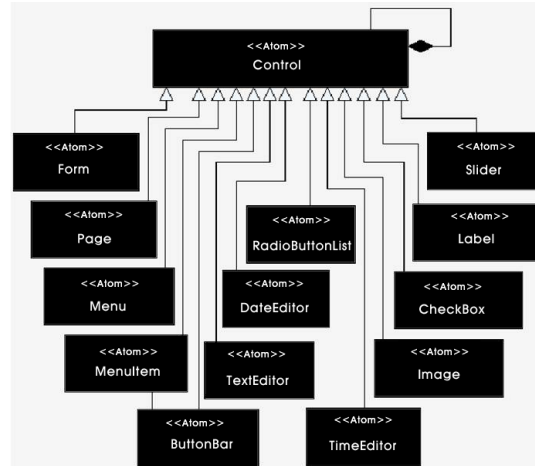 <<Atom>>
Control
<<Atom>>
Form
<<Atom>>
Slider
<<Atom>>
Page
<<Atom>>
RadioButtonList
<<Atom>>
Label
<<Atom>>
Menu
<<Atom>>
DateEditor
<<Atom>>
CheckBox
<<Atom>>
MenuItem
<<Atom>>
TextEditor
<<Atom>>
Image
<<Atom>>
ButtonBar
<<Atom>>
TimeEditor